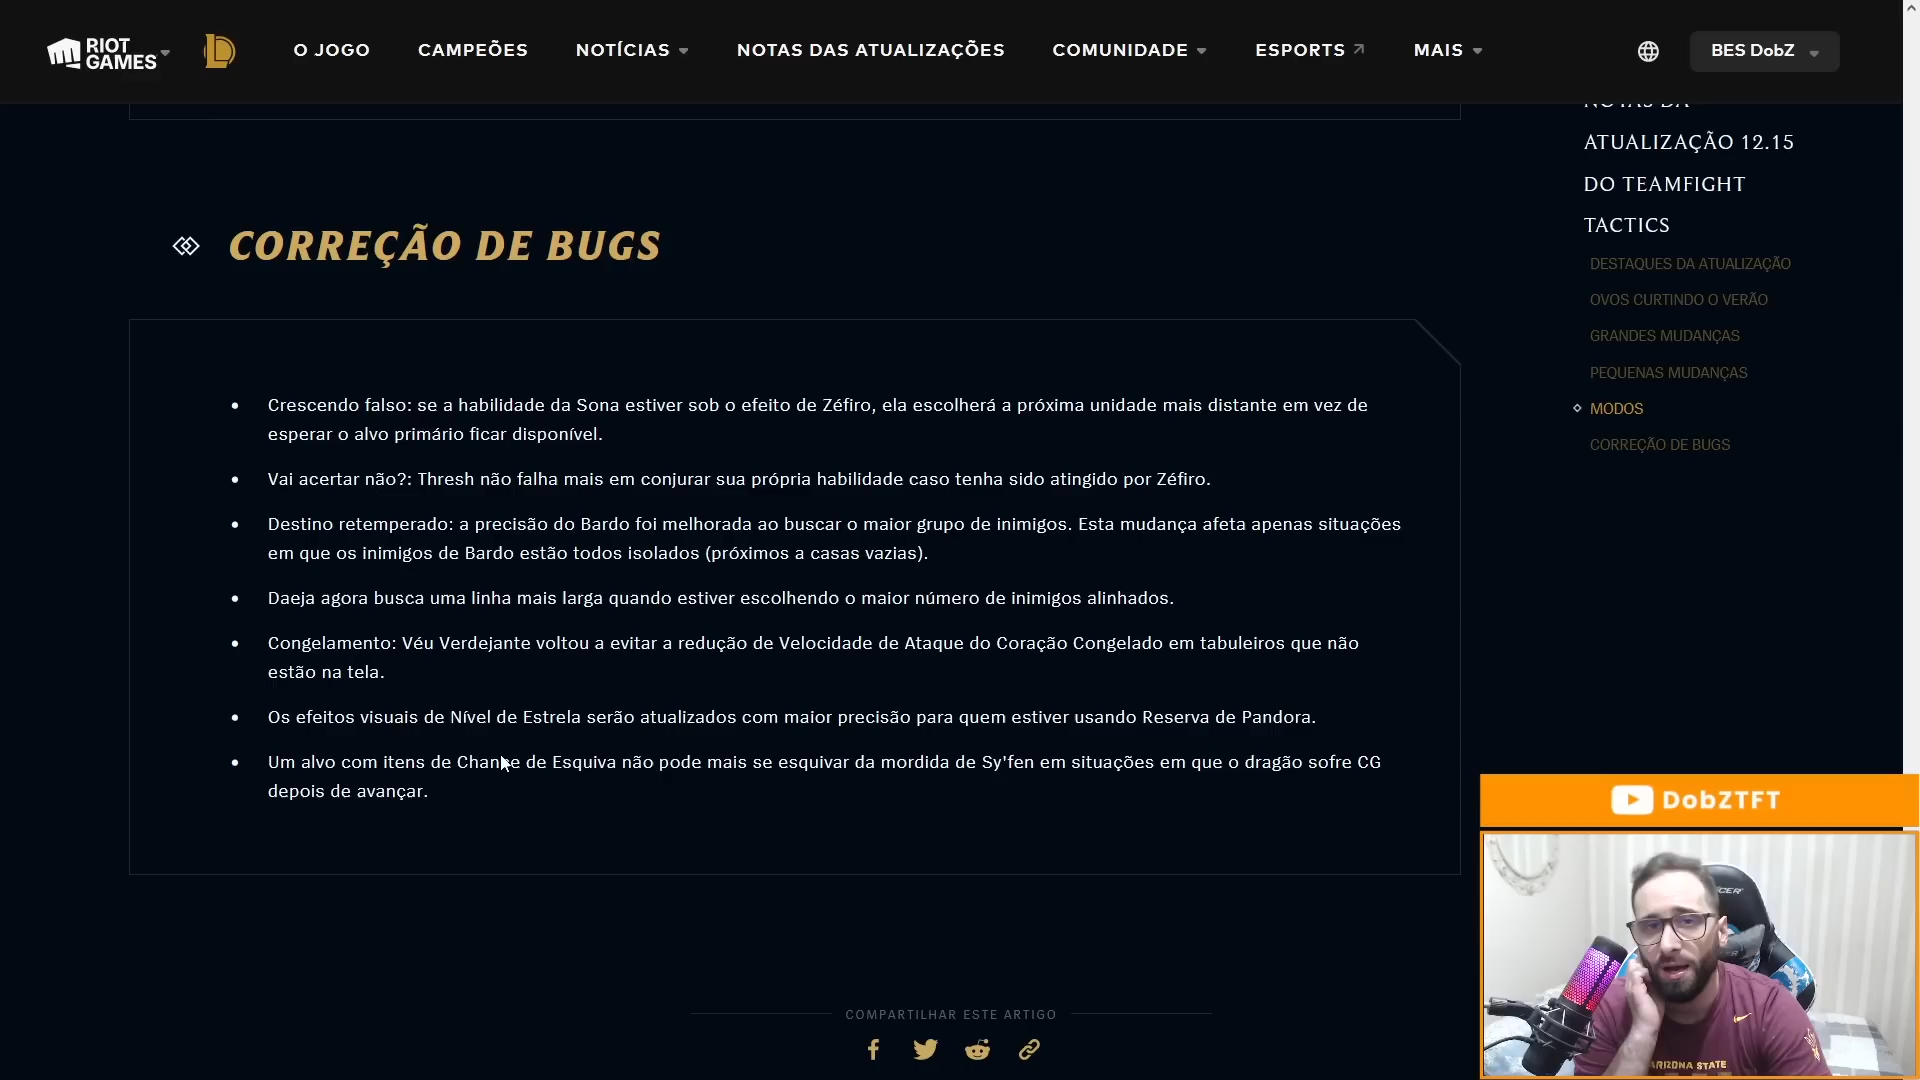 RIOT
GAMES
O JOGO
CAMPEÕES
NOTÍCIAS
NOTAS DAS ATUALIZAÇÕES
COMUNIDADE
ESPORTS
MAIS
BES DobZ
NOTAS DA
ATUALIZAÇÃO 12.15
DO TEAMFIGHT
TACTICS
DESTAQUES DA ATUALIZAÇÃO
OVOS CURTINDO O VERÃO
GRANDES MUDANÇAS
PEQUENAS MUDANÇAS
MODOS
CORREÇÃO DE BUGS
CORREÇÃO DE BUGS
Crescendo falso: se a habilidade da Sona estiver sob o efeito de Zéfiro, ela escolherá a próxima unidade mais distante em vez de
esperar o alvo primário ficar disponível.
Vai acertar não?: Thresh não falha mais em conjurar sua própria habilidade caso tenha sido atingido por Zéfiro.
Destino retemperado: a precisão do Bardo foi melhorada ao buscar o maior grupo de inimigos. Esta mudança afeta apenas situações
em que os inimigos de Bardo estão todos isolados (próximos a casas vazias).
Daeja agora busca uma linha mais larga quando estiver escolhendo o maior número de inimigos alinhados.
Congelamento: Véu Verdejante voltou a evitar a redução de Velocidade de Ataque do Coração Congelado em tabuleiros que não
estão na tela.
Os efeitos visuais de Nível de Estrela serão atualizados com maior precisão para quem estiver usando Reserva de Pandora.
Um alvo com itens de Chance de Esquiva não pode mais se esquivar da mordida de Sy'fen em situações em que o dragão sofre CG
depois de avançar.
COMPARTILHAR ESTE ARTIGO
DobZTFT
ARIZONA STATE